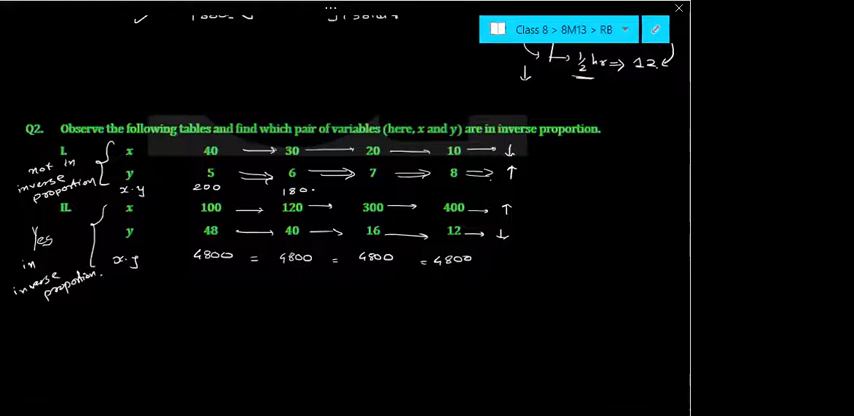 ...
Class 8 > 8M13 > RB
1/2 hr ⇒ 12
Q2. Observe the following tables and find which pair of variables (here, x and y) are in inverse proportion.
I. x 40 → 30 → 20 → 10 → ↓
y 5 ⇒ 6 ⇒ 7 ⇒ 8 ⇒ ↑
not in inverse proportion
x·y 200 180.
II. x 100 → 120 → 300 → 400 → ↑
y 48 → 40 → 16 → 12 → ↓
Yes
in
inverse
proportion.
x·y 4800 = 4800 = 4800 = 4800